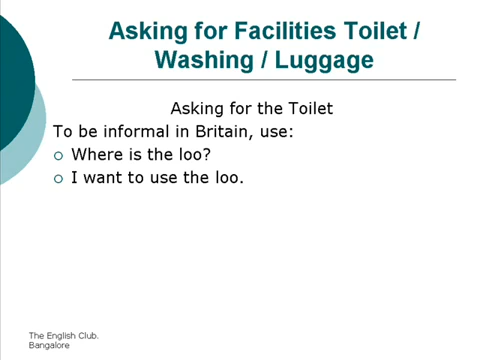 Asking for Facilities Toilet /
Washing / Luggage
Asking for the Toilet
To be informal in Britain, use:
Where is the loo?
I want to use the loo.
The English Club.
Bangalore